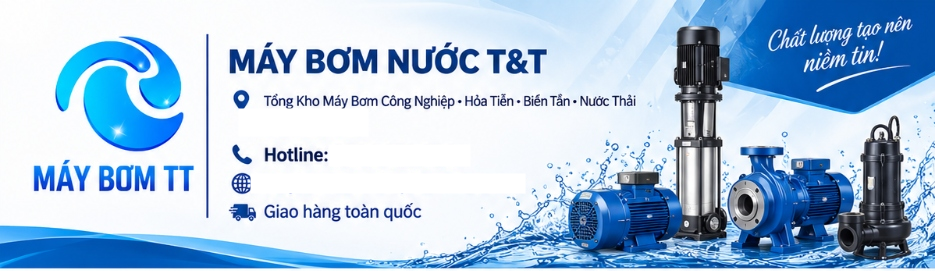 MÁY BƠM TT
MÁY BƠM NƯỚC T&T
Tổng Kho Máy Bơm Công Nghiệp • Hỏa Tiễn • Biến Tần • Nước Thải
Hotline:
Giao hàng toàn quốc
Chất lượng tạo nên
niềm tin!